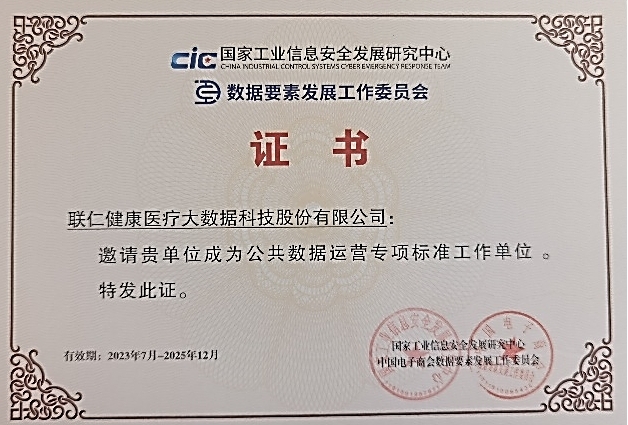 cic 国家工业信息安全发展研究中心
CHINA INDUSTRIAL CONTROL SYSTEMS CYBER EMERGENCY RESPONSE TEAM
数据要素发展工作委员会
证书
联仁健康医疗大数据科技股份有限公司：
邀请贵单位成为公共数据运营专项标准工作单位。
特发此证。
有效期：2023年7月-2025年12月
国家工业信息安全发展研究中心
中国电子商会数据要素发展工作委员会